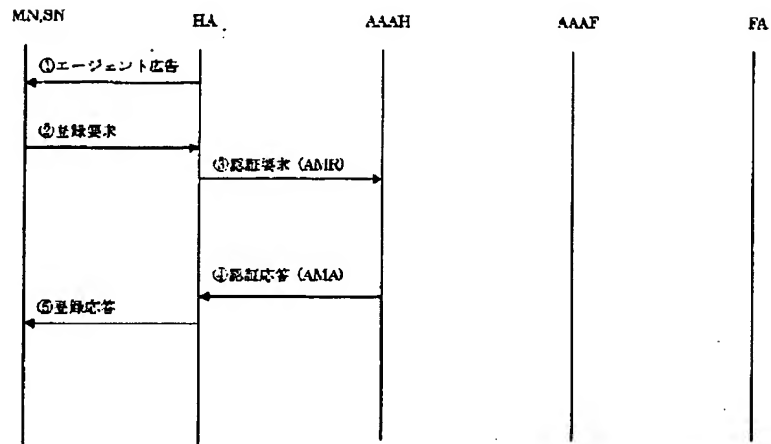 MN,SN HA AAAH AAAF FA
①エージェント広告
②登録要求
③認証要求 (AMR)
④認証応答 (AMA)
⑤登録応答